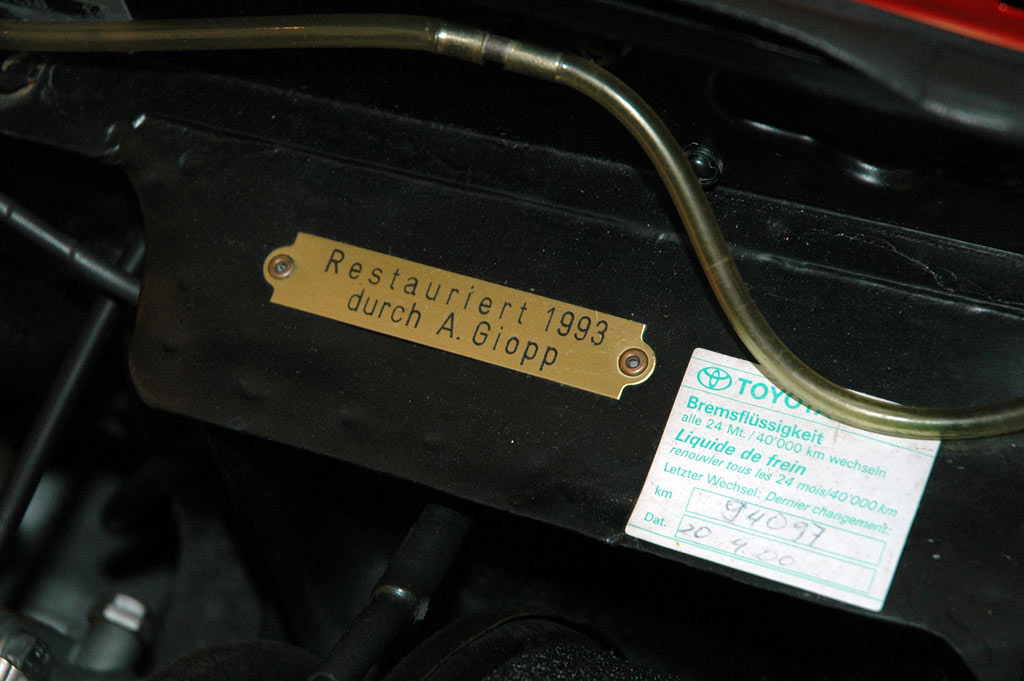 Restauriert 1993
durch A. Giopp
TOYOTA
Bremsflüssigkeit
alle 24 Mt./40'000 km wechseln
Liquide de frein
renouvler tous les 24 mois/40'000 km
Letzter Wechsel: Dernier changement:
km 94097
Dat. 20 4.00